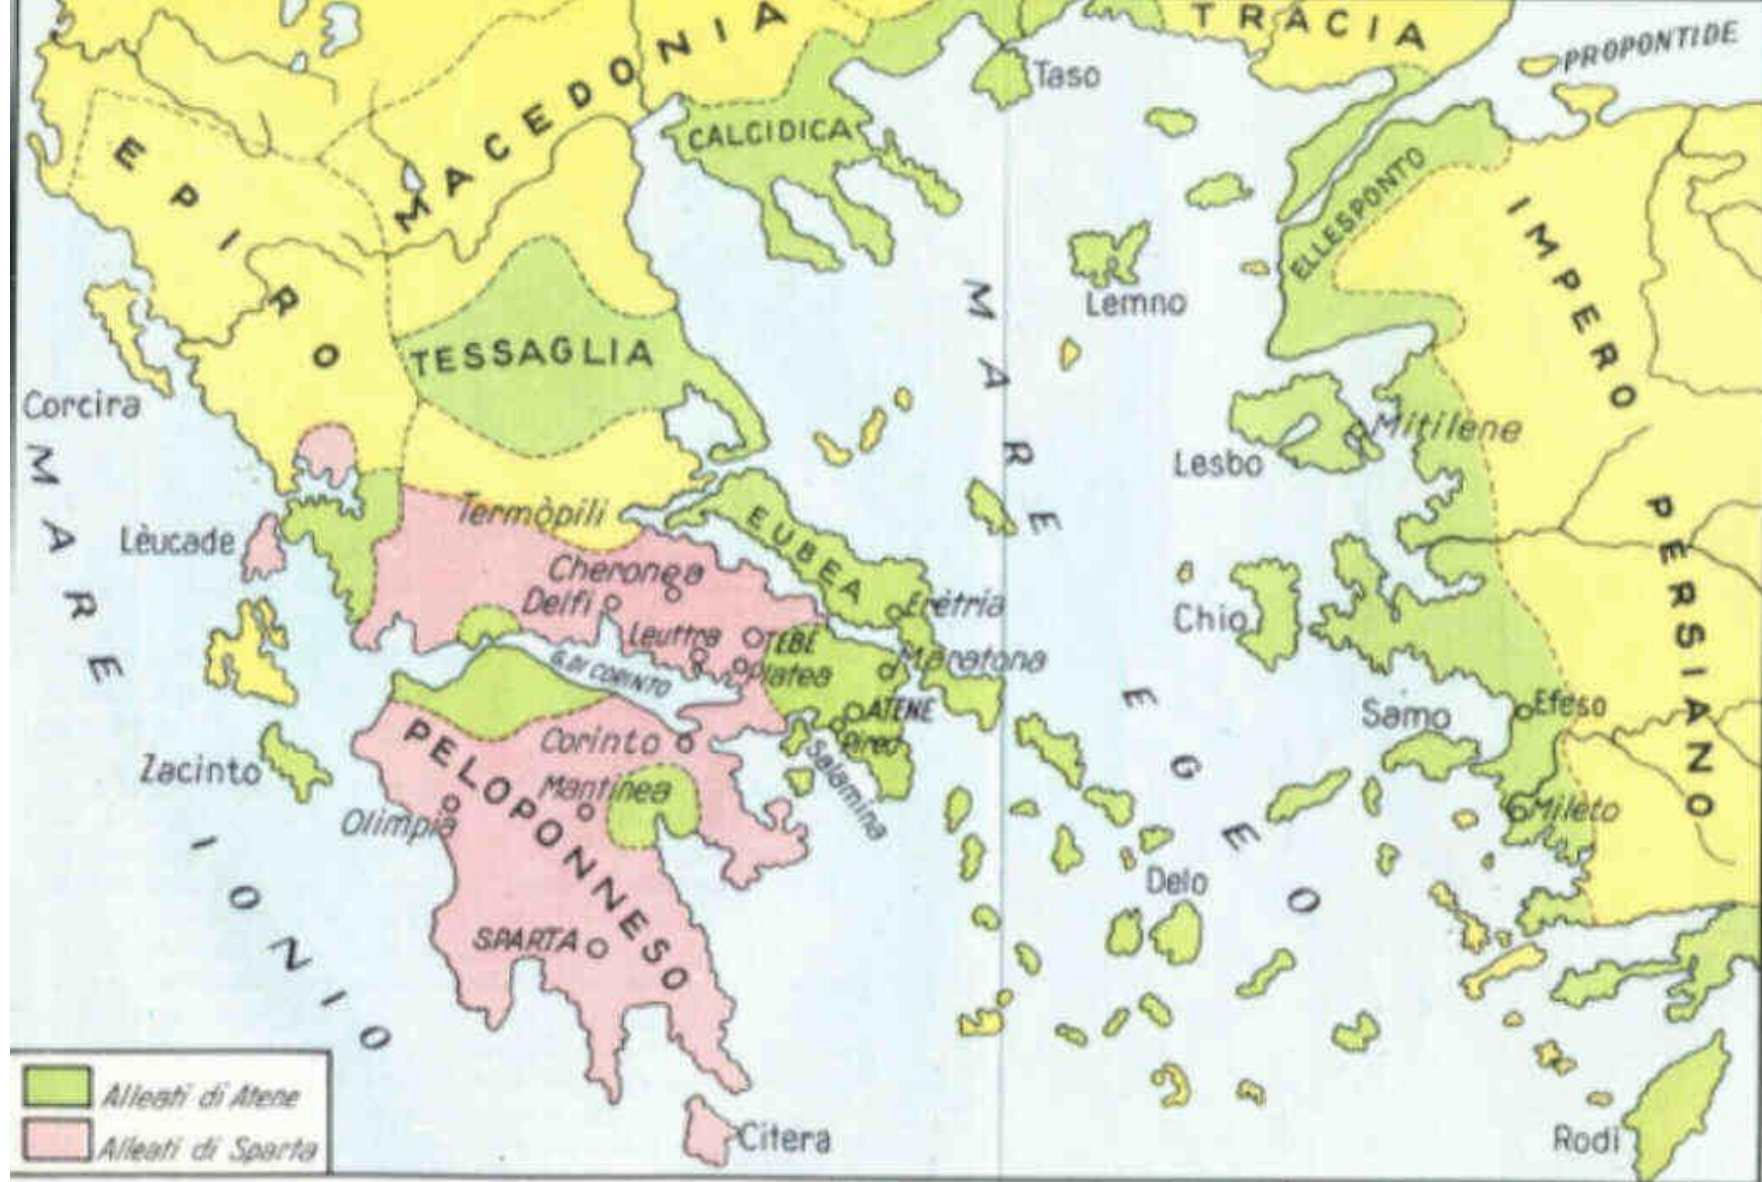 MACEDONIA
TRACIA
PROPONTIDE
Taso
CALCIDICA
EPIRO
ELLESPONTO
IMPERO PERSIANO
Lemno
TESSAGLIA
MARE EGEO
Corcira
Mitilene
Lesbo
MARE IONIO
Termòpili
Lèucade
EUBEA
Cheronea
Delfi
Erétria
Chio
Leuttra
TEBE
Maratona
G. DI CORINTO
Platea
Efeso
ATENE
Samo
Pireo
Corinto
PELOPONNESO
Salamina
Zacinto
Mantinea
Mileto
Olimpia
Delo
SPARTA
Alleati di Atene
Alleati di Sparta
Citera
Rodi